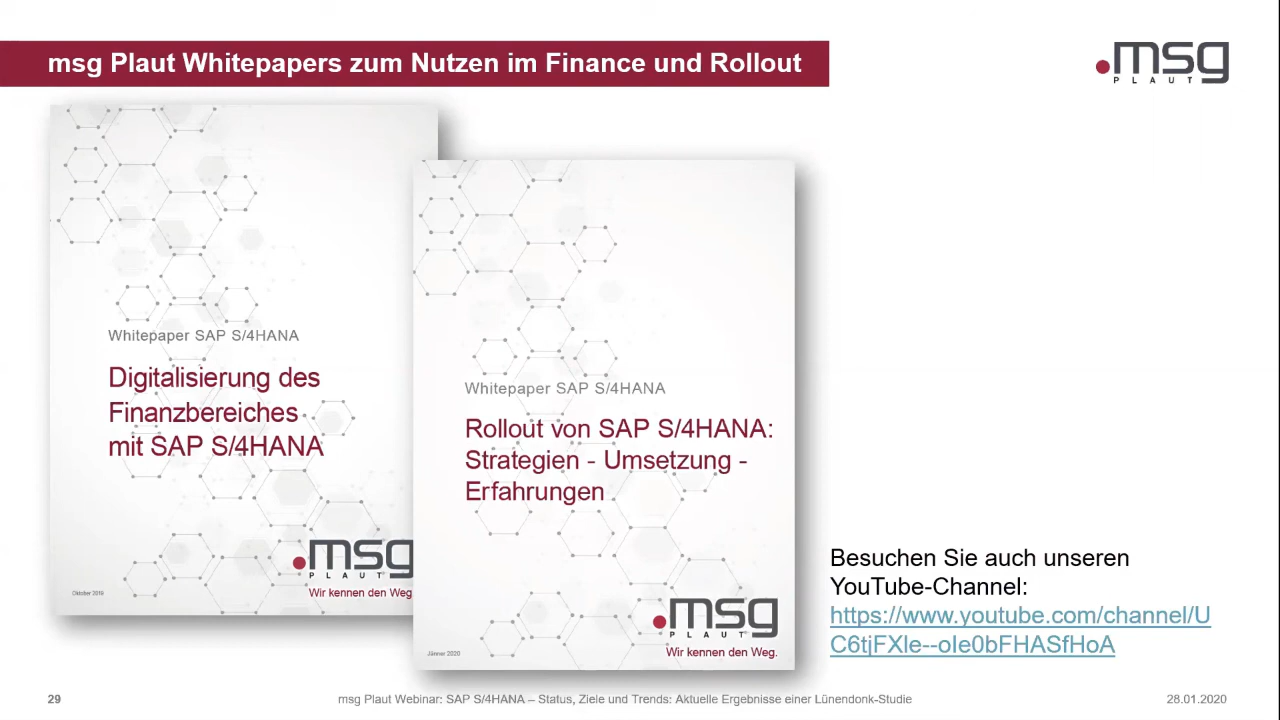 msg Plaut Whitepapers zum Nutzen im Finance und Rollout
.msg
PLAUT
Whitepaper SAP S/4HANA
Digitalisierung des
Finanzbereiches
mit SAP S/4HANA
.msg
PLAUT
Wir kennen den Weg
Oktober 2019
Whitepaper SAP S/4HANA
Rollout von SAP S/4HANA:
Strategien - Umsetzung -
Erfahrungen
.msg
PLAUT
Wir kennen den Weg.
Jänner 2020
Besuchen Sie auch unseren
YouTube-Channel:
https://www.youtube.com/channel/U
C6tjFXle--oIe0bFHASfHoA
29
msg Plaut Webinar: SAP S/4HANA – Status, Ziele und Trends: Aktuelle Ergebnisse einer Lünendonk-Studie
28.01.2020